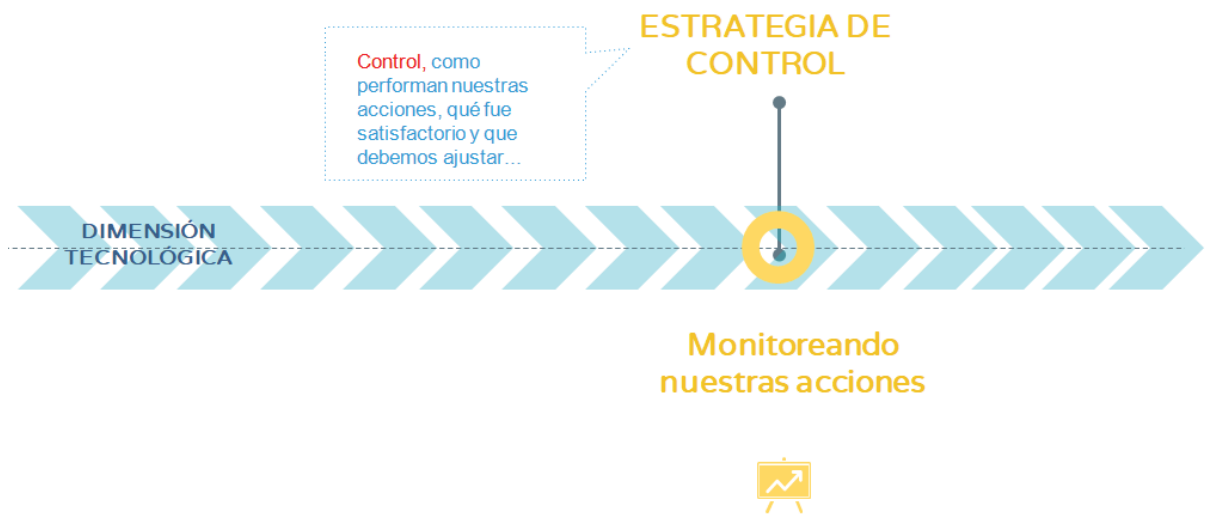 ESTRATEGIA DE
CONTROL
Control, como
performan nuestras
acciones, qué fue
satisfactorio y que
debemos ajustar...
DIMENSIÓN
TECNOLÓGICA
Monitoreando
nuestras acciones